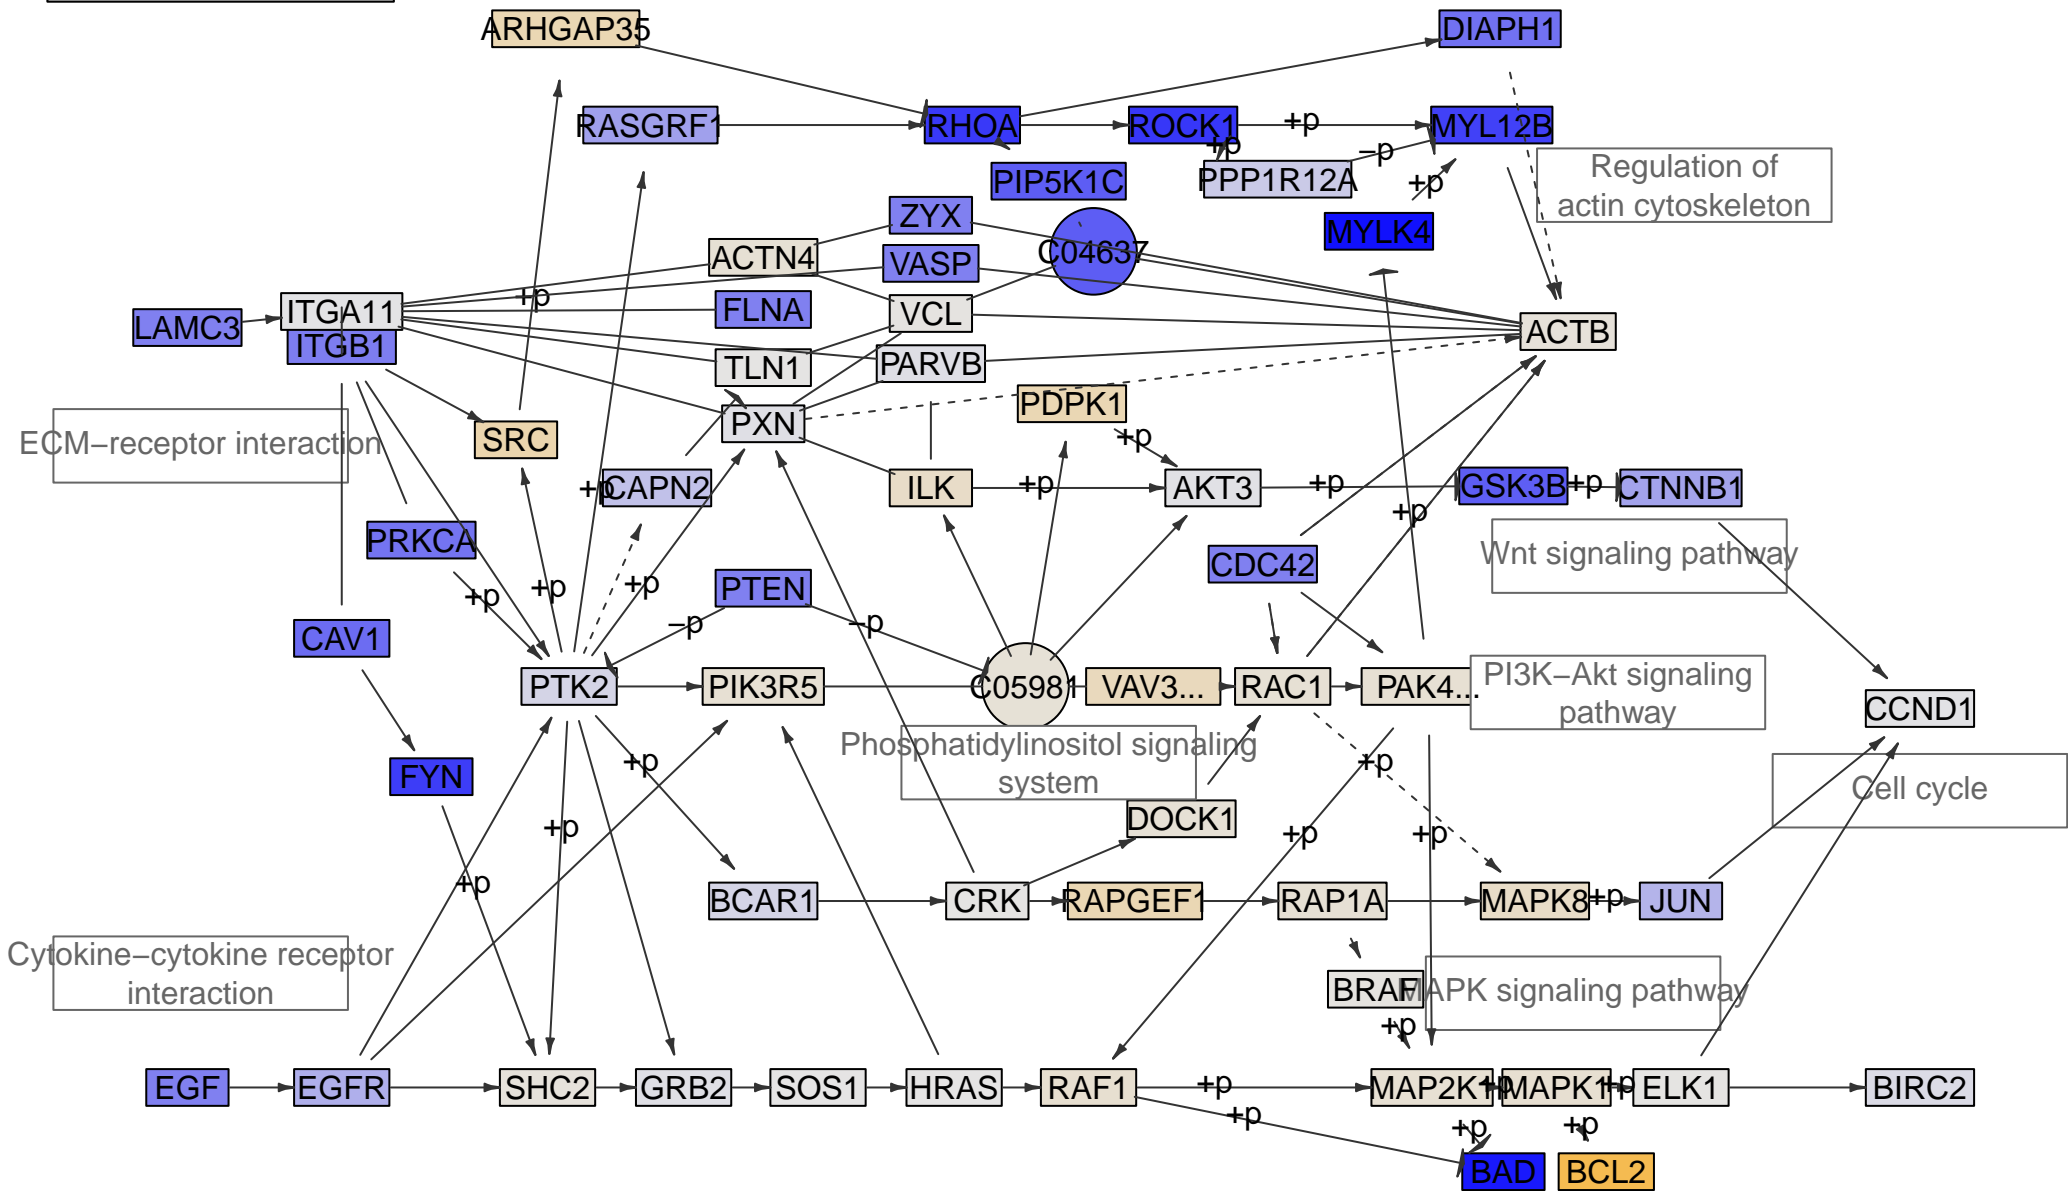 ARHGAP35
DIAPH1
RASGRF1
RHOA
ROCK1
+p
MYL12B
+p
−p
PIP5K1C
PPP1R12A
+p
Regulation of
actin cytoskeleton
ZYX
MYLK4
ACTN4
VASP
C04637
+p
ITGA11
FLNA
VCL
LAMC3
ITGB1
ACTB
TLN1
PARVB
PDPK1
PXN
ECM−receptor interaction
SRC
+p
+p
CAPN2
ILK
+p
AKT3
+p
GSK3B
+p
CTNNB1
+p
PRKCA
Wnt signaling pathway
CDC42
+p
+p
+p
PTEN
−p
−p
CAV1
PTK2
PIK3R5
C05981
VAV3...
RAC1
PAK4...
PI3K−Akt signaling
pathway
CCND1
Phosphatidylinositol signaling
system
+p
+p
FYN
Cell cycle
DOCK1
+p
+p
+p
+p
BCAR1
CRK
RAPGEF1
RAP1A
MAPK8
+p
JUN
Cytokine−cytokine receptor
interaction
BRAF
MAPK signaling pathway
+p
EGF
EGFR
SHC2
GRB2
SOS1
HRAS
RAF1
+p
MAP2K1
+p
MAPK1
+p
ELK1
BIRC2
+p
+p
+p
BAD
BCL2